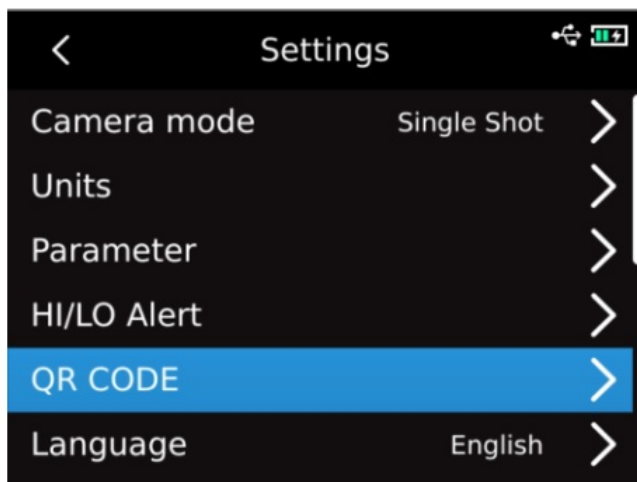 Settings
Camera mode Single Shot
Units
Parameter
HI/LO Alert
QR CODE
Language English